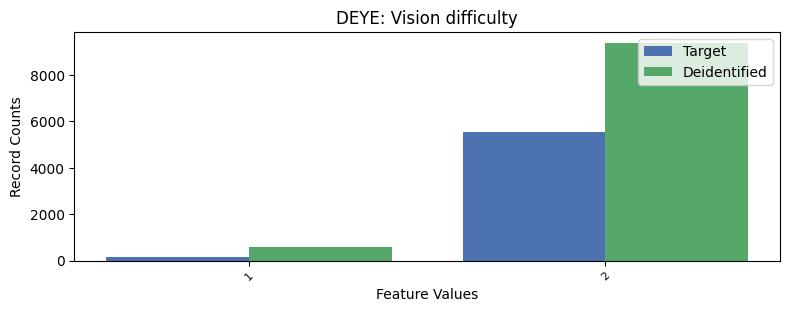 DEYE: Vision difficulty
Target
Deidentified
Record Counts
8000
6000
4000
2000
0
1
2
Feature Values